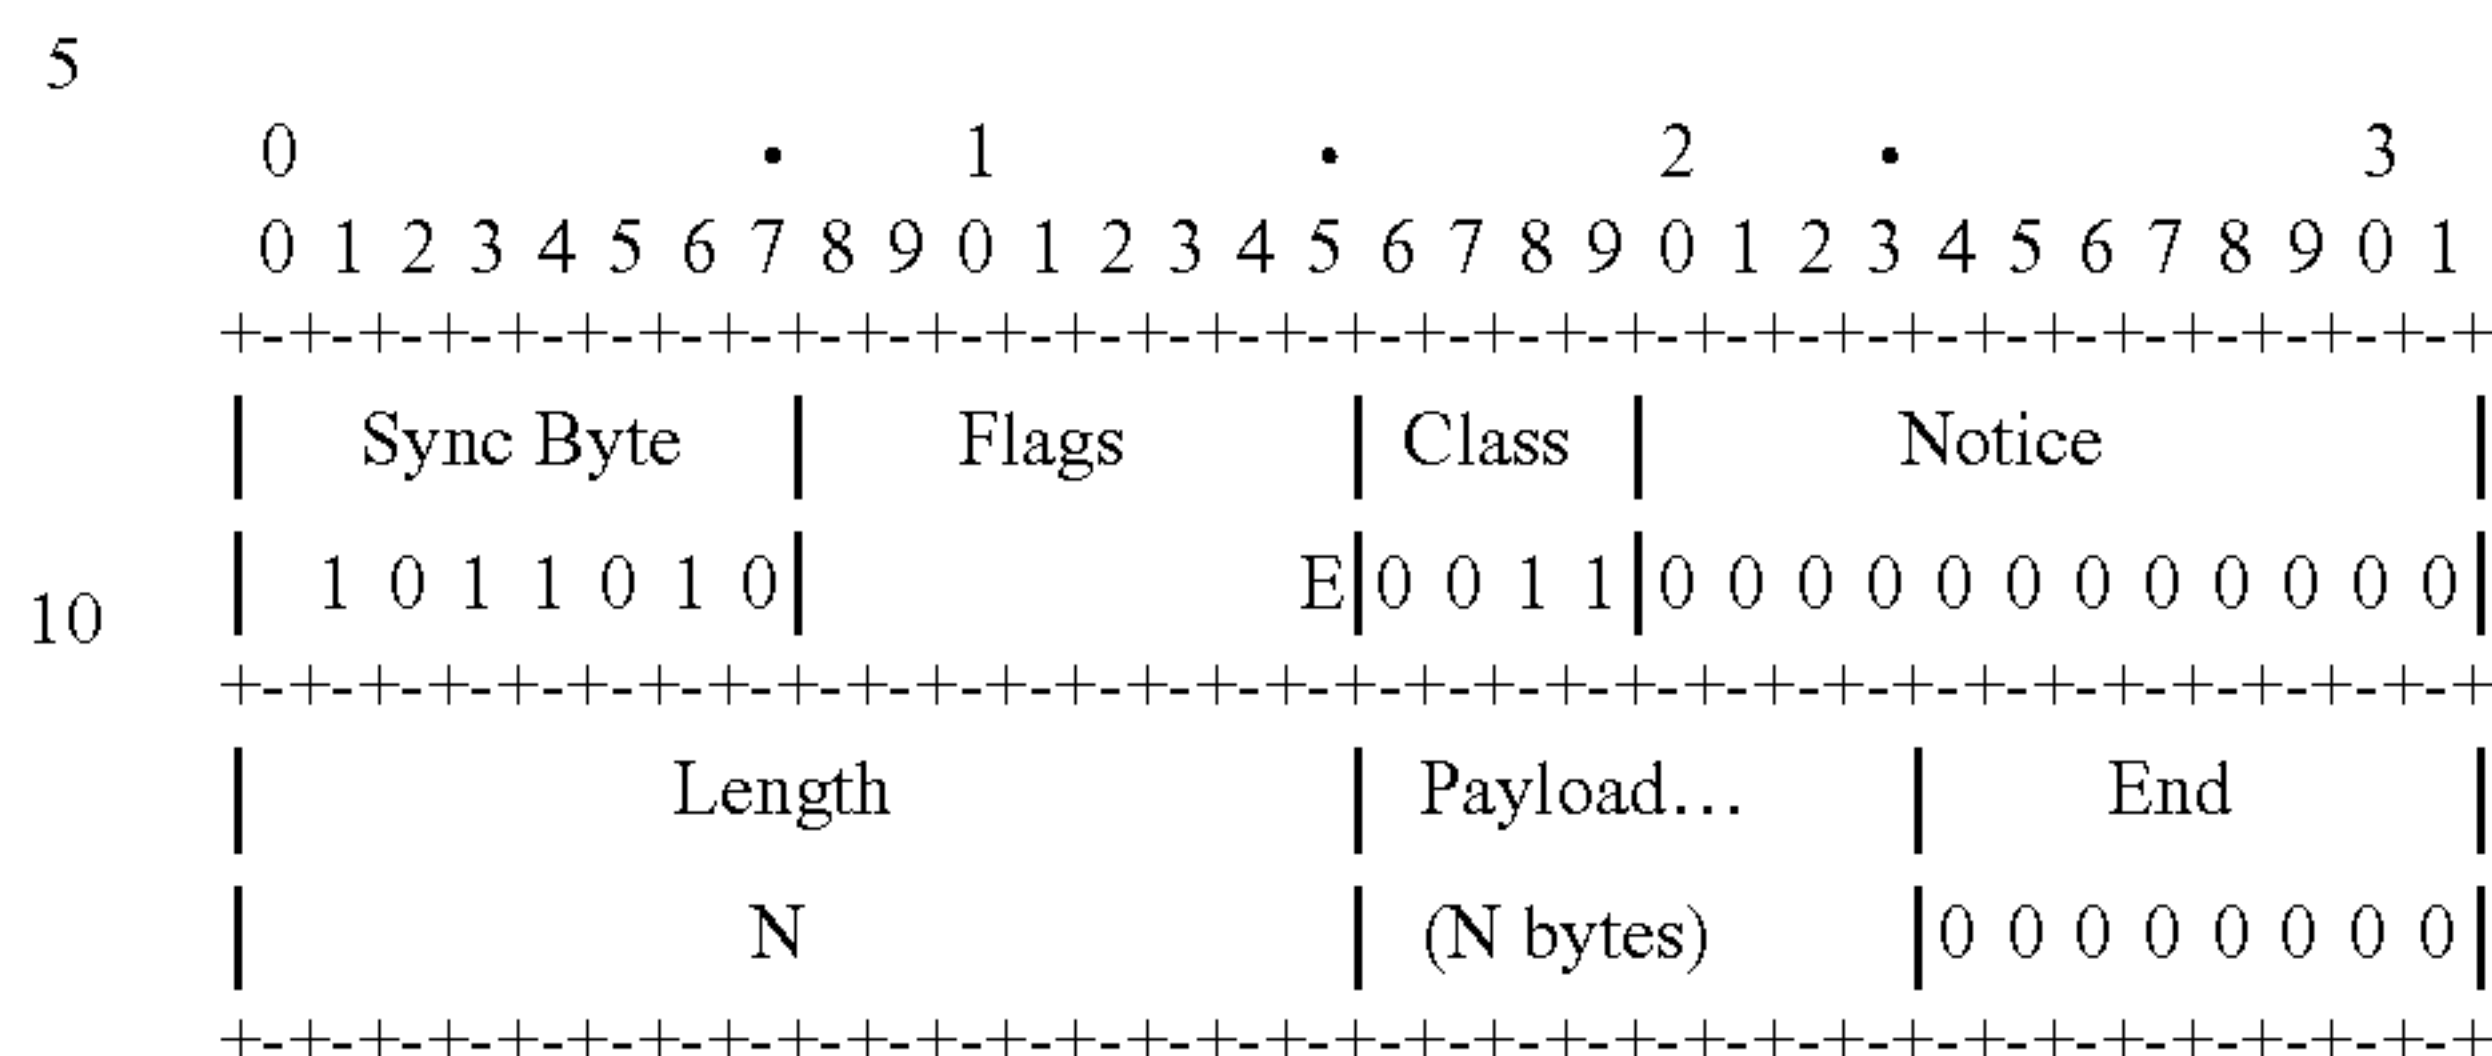 5
0 • 1 • 2 • 3
0 1 2 3 4 5 6 7 8 9 0 1 2 3 4 5 6 7 8 9 0 1 2 3 4 5 6 7 8 9 0 1
+-+-+-+-+-+-+-+-+-+-+-+-+-+-+-+-+-+-+-+-+-+-+-+-+-+-+-+-+-+-+-+-+
| Sync Byte | Flags | Class | Notice |
| 1 0 1 1 0 1 0| E|0 0 1 1|0 0 0 0 0 0 0 0 0 0 0 0|
10
+-+-+-+-+-+-+-+-+-+-+-+-+-+-+-+-+-+-+-+-+-+-+-+-+-+-+-+-+-+-+-+-+
| Length | Payload... | End |
| N | (N bytes) |0 0 0 0 0 0 0 0|
+-+-+-+-+-+-+-+-+-+-+-+-+-+-+-+-+-+-+-+-+-+-+-+-+-+-+-+-+-+-+-+-+